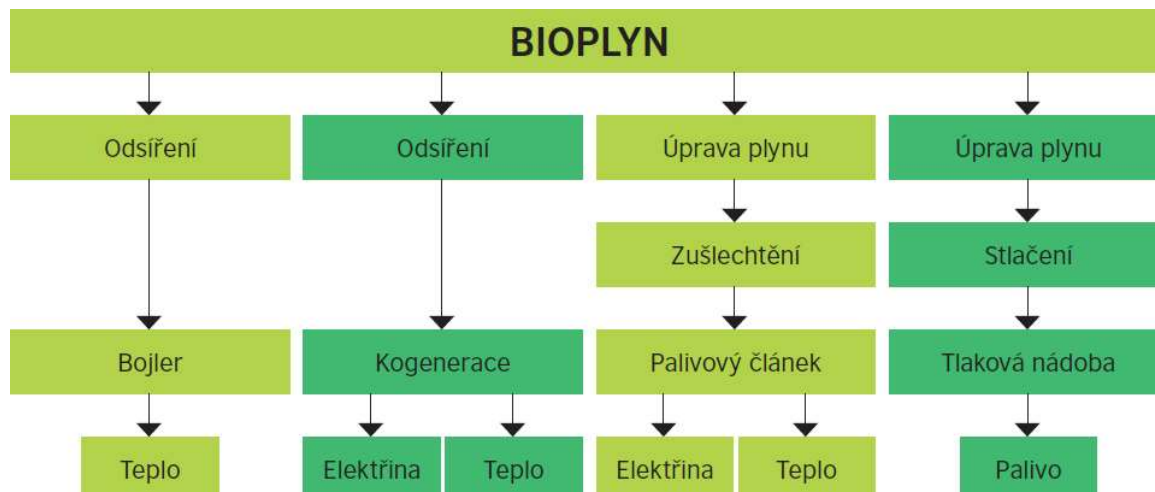 BIOPLYN
Odsíření
Odsíření
Úprava plynu
Úprava plynu
Zušlechtění
Stlačení
Bojler
Kogenerace
Palivový článek
Tlaková nádoba
Teplo
Elektřina
Teplo
Elektřina
Teplo
Palivo